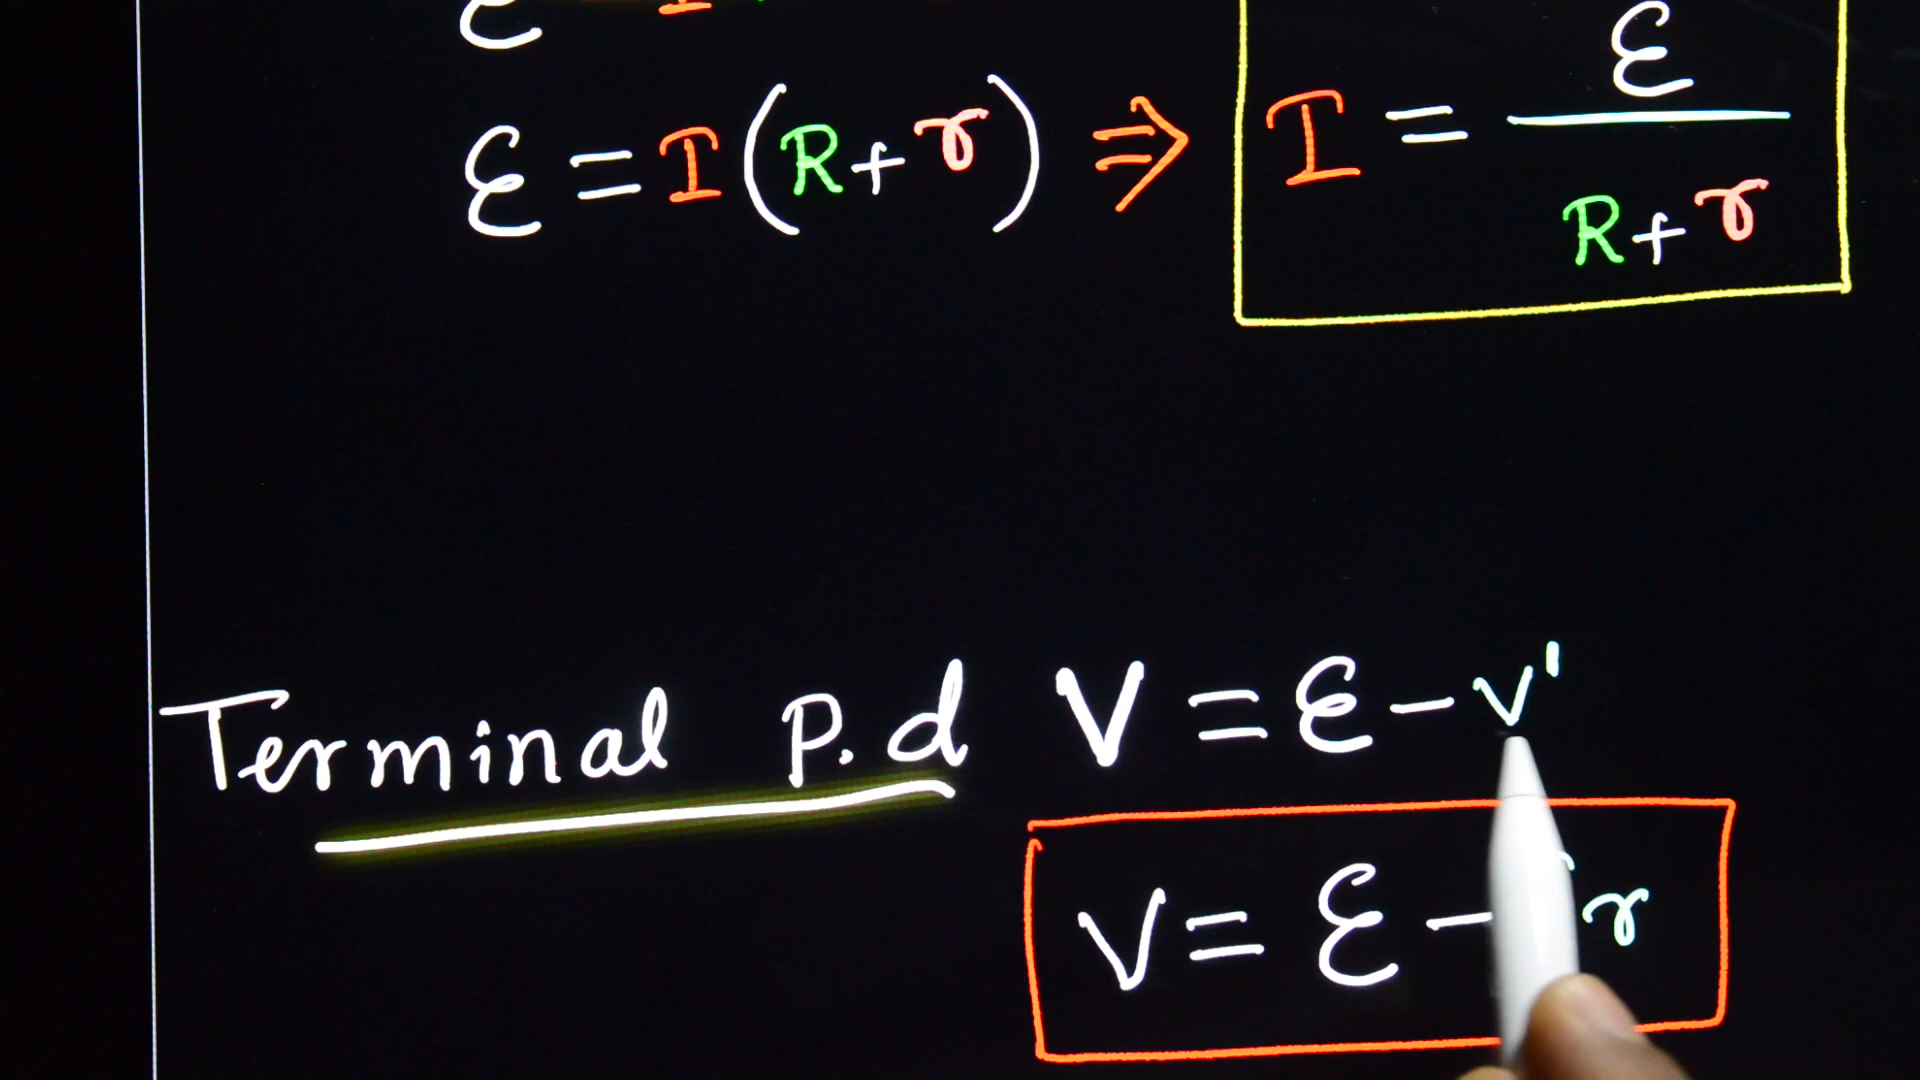 ε = I
ε = I(R+r) ⇒ I = ε / R+r
Terminal P.d V = ε - v'
V = ε - r